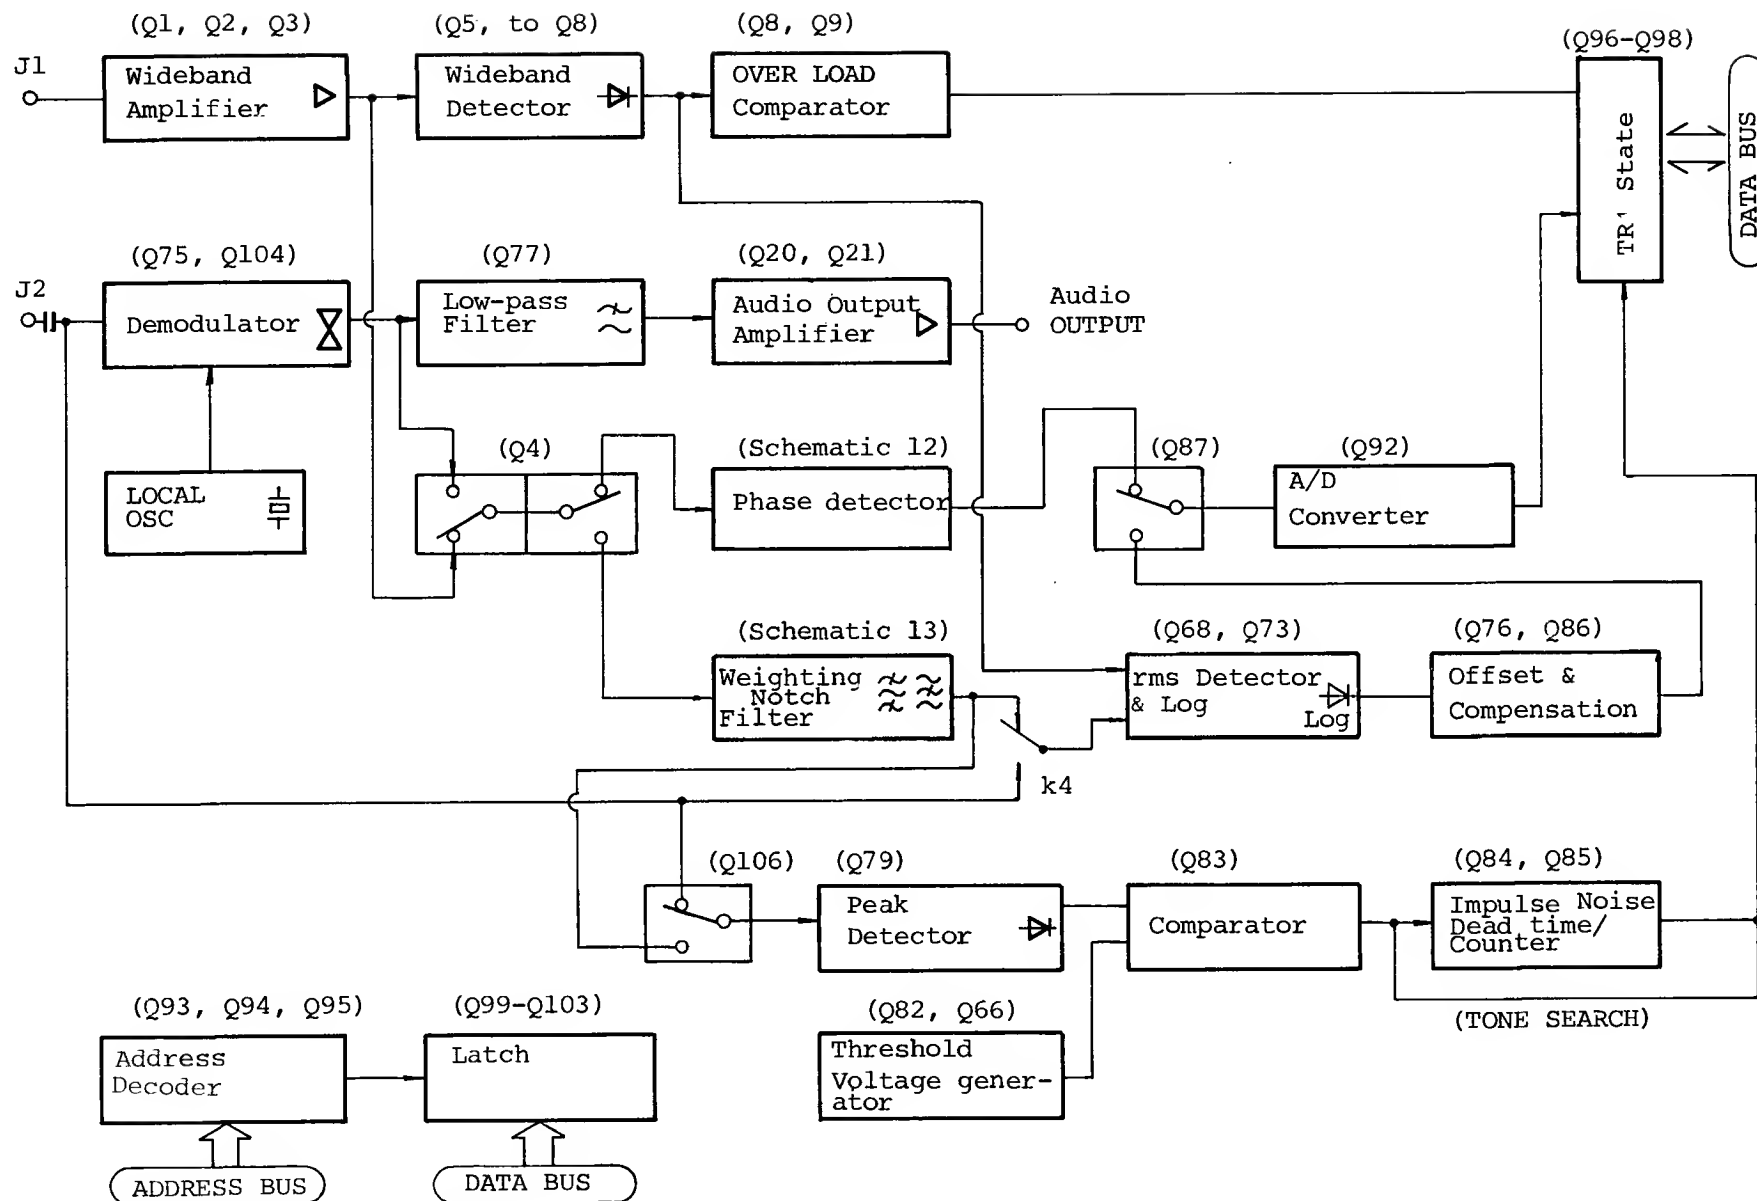 (Q1, Q2, Q3)
(Q5, to Q8)
(Q8, Q9)
(Q96-Q98)
J1
Wideband
Amplifier
Wideband
Detector
OVER LOAD
Comparator
TR' State
DATA BUS
(Q75, Q104)
(Q77)
(Q20, Q21)
J2
Demodulator
Low-pass
Filter
Audio Output
Amplifier
Audio
OUTPUT
LOCAL
OSC
(Q4)
(Schematic 12)
Phase detector
(Q87)
(Q92)
A/D
Converter
(Schematic 13)
Weighting
Notch
Filter
(Q68, Q73)
rms Detector
& Log
Log
(Q76, Q86)
Offset &
Compensation
k4
(Q106)
(Q79)
Peak
Detector
(Q83)
Comparator
(Q84, Q85)
Impulse Noise
Dead time/
Counter
(TONE SEARCH)
(Q93, Q94, Q95)
Address
Decoder
(Q99-Q103)
Latch
(Q82, Q66)
Threshold
Voltage gener-
ator
ADDRESS BUS
DATA BUS